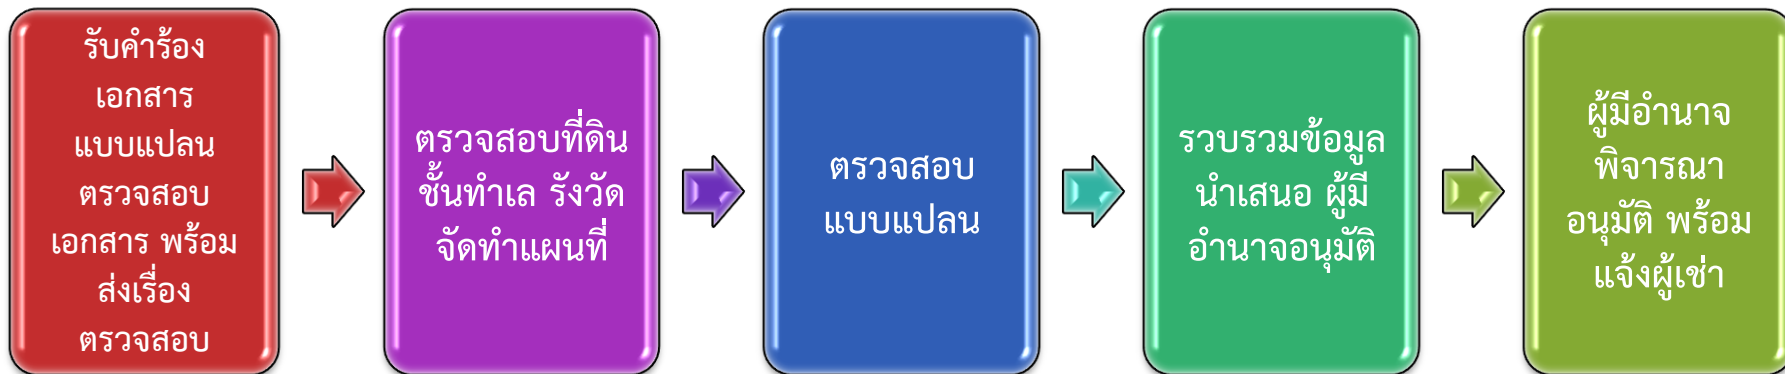 รับคำร้อง
เอกสาร
แบบแปลน
ตรวจสอบ
เอกสาร พร้อม
ส่งเรื่อง
ตรวจสอบ
ตรวจสอบที่ดิน
ชั้นทำเล รังวัด
จัดทำแผนที่
ตรวจสอบ
แบบแปลน
รวบรวมข้อมูล
นำเสนอ ผู้มี
อำนาจอนุมัติ
ผู้มีอำนาจ
พิจารณา
อนุมัติ พร้อม
แจ้งผู้เช่า